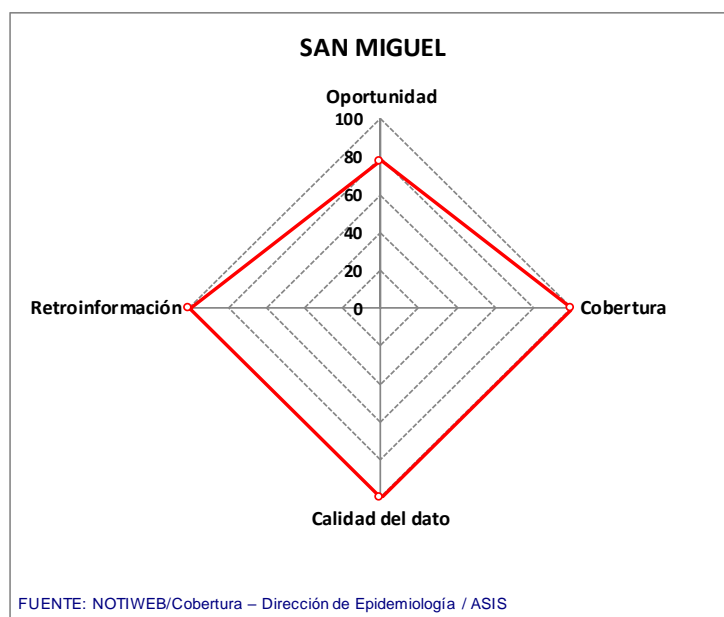 SAN MIGUEL
Oportunidad
100
80
60
40
20
0
Retroinformación
Cobertura
Calidad del dato
FUENTE: NOTIWEB/Cobertura – Dirección de Epidemiología / ASIS